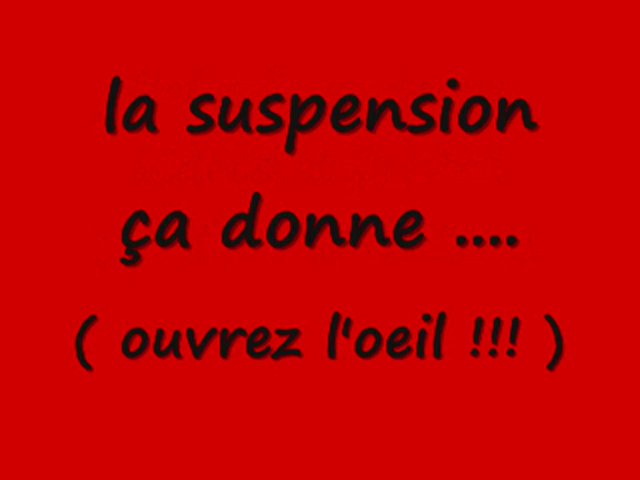 la suspension
ça donne ....
( ouvrez l'oeil !!! )